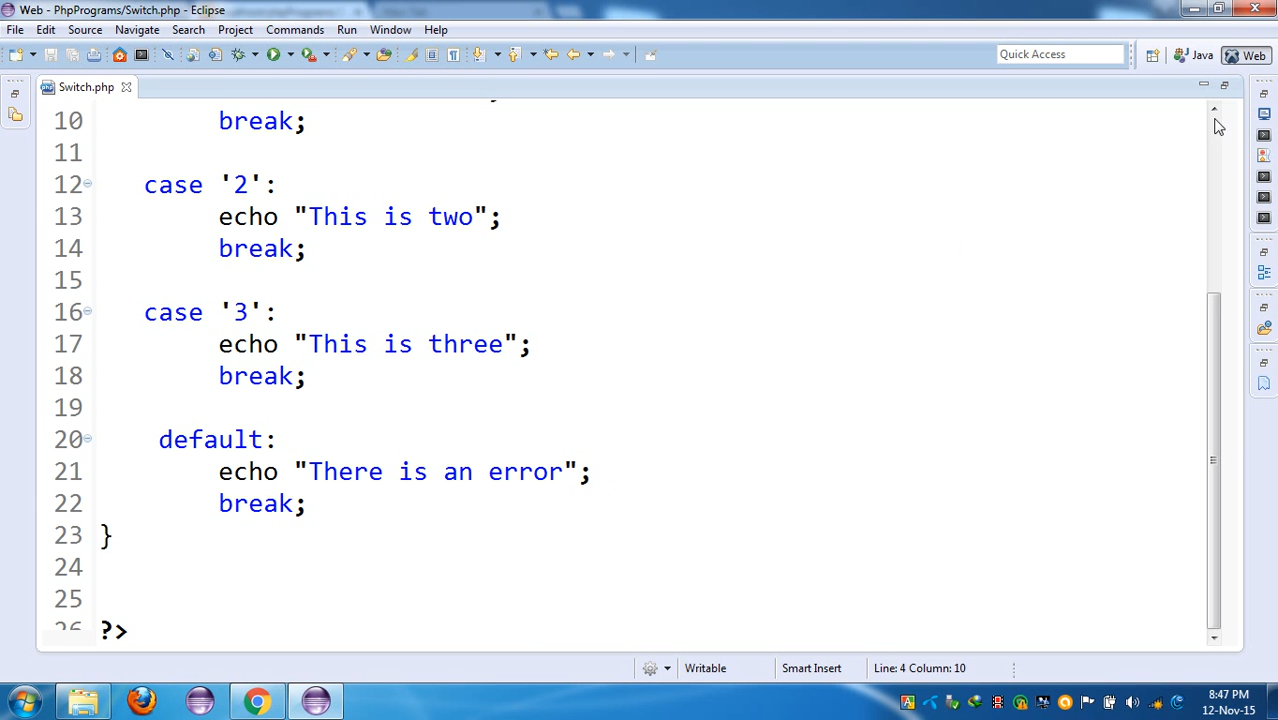 Web - PhpPrograms/Switch.php - Eclipse
File Edit Source Navigate Search Project Commands Run Window Help
Quick Access
Java
Web
Switch.php
10 break;
11
12 case '2':
13 echo "This is two";
14 break;
15
16 case '3':
17 echo "This is three";
18 break;
19
20 default:
21 echo "There is an error";
22 break;
23 }
24
25
26 ?>
Writable Smart Insert Line: 4 Column: 10
8:47 PM
12-Nov-15